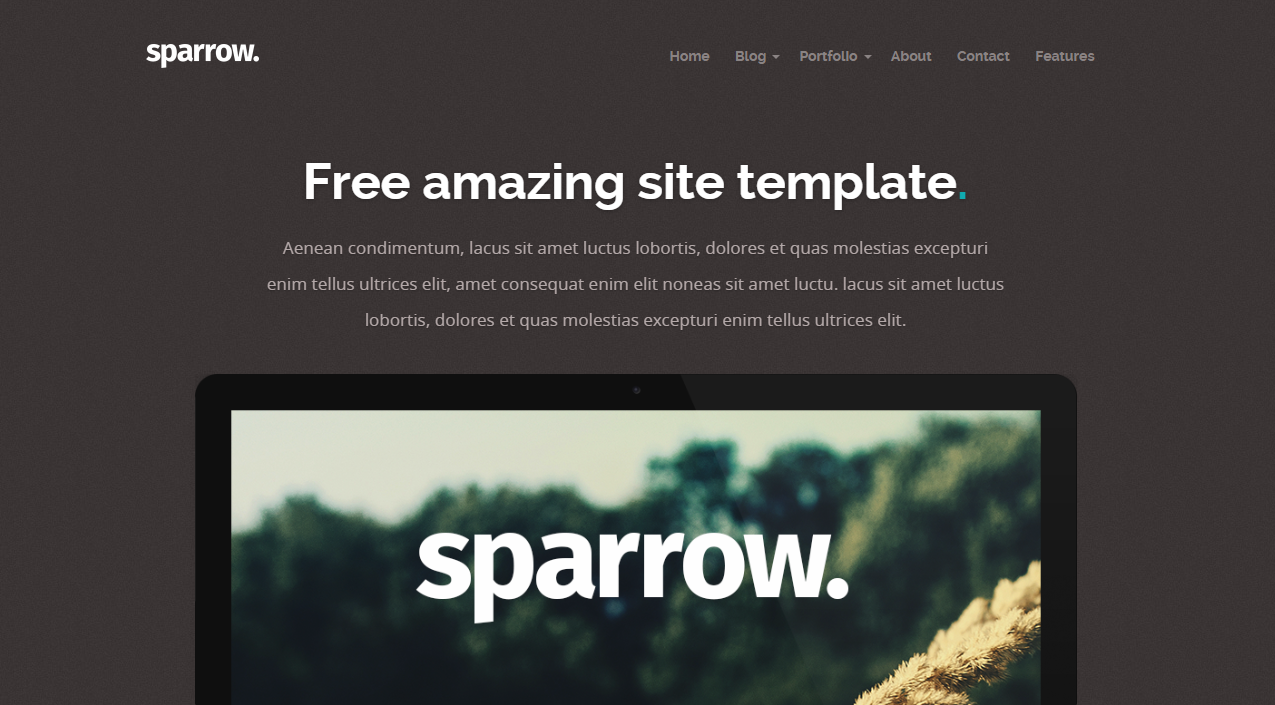 sparrow.
Home Blog Portfolio About Contact Features
Free amazing site template.
Aenean condimentum, lacus sit amet luctus lobortis, dolores et quas molestias excepturi
enim tellus ultrices elit, amet consequat enim elit noneas sit amet luctu. lacus sit amet luctus
lobortis, dolores et quas molestias excepturi enim tellus ultrices elit.
sparrow.